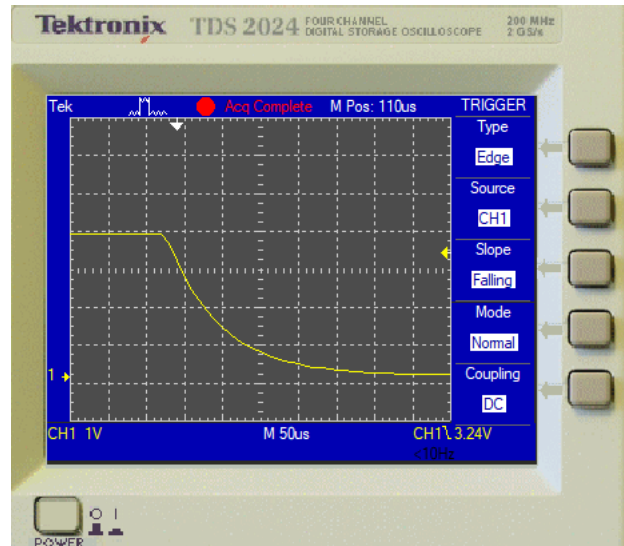 Tektronix TDS 2024 FOUR CHANNEL DIGITAL STORAGE OSCILLOSCOPE 200 MHz 2 GS/s
Tek Acq Complete M Pos: 110us TRIGGER
Type
Edge
Source
CH1
Slope
Falling
Mode
Normal
1
Coupling
DC
CH1 1V M 50us CH1 3.24V
<10Hz
O I
POWER